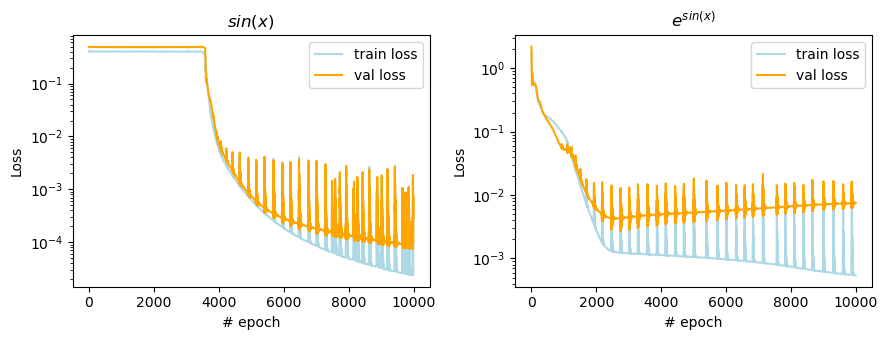 sin(x)
Loss
10⁻¹
10⁻²
10⁻³
10⁻⁴
train loss
val loss
0 2000 4000 6000 8000 10000
# epoch
e^{sin(x)}
Loss
10⁰
10⁻¹
10⁻²
10⁻³
train loss
val loss
0 2000 4000 6000 8000 10000
# epoch